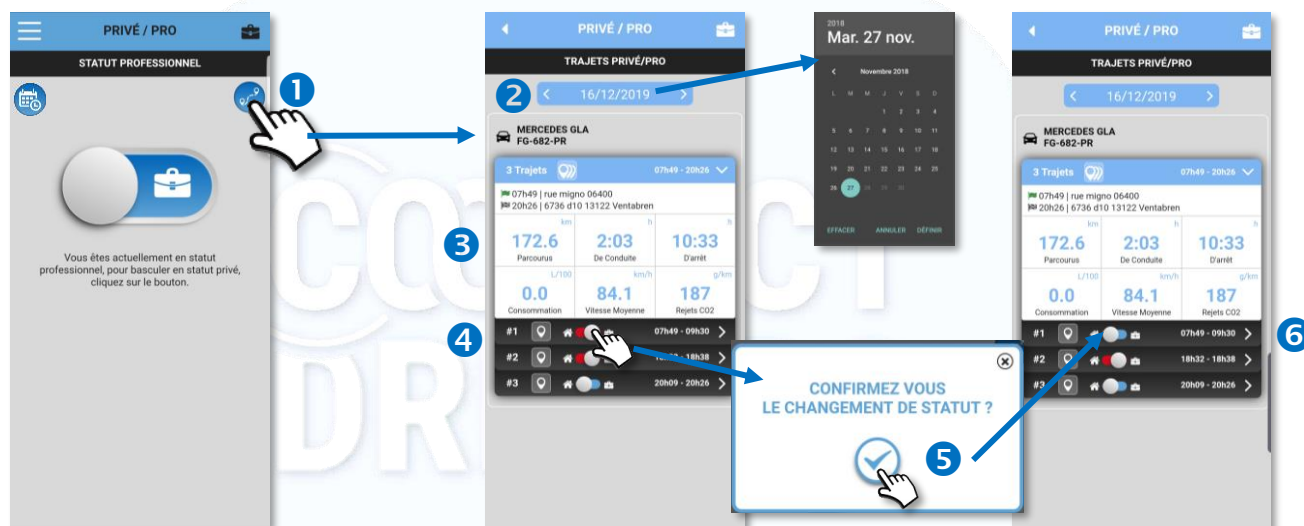 PRIVÉ / PRO
STATUT PROFESSIONNEL
1
Vous êtes actuellement en statut
professionnel, pour basculer en statut privé,
cliquez sur le bouton.
PRIVÉ / PRO
TRAJETS PRIVÉ/PRO
2
16/12/2019
MERCEDES GLA
FG-682-PR
3 Trajets
07h49 - 20h26
07h49 | rue migno 06400
20h26 | 6736 d10 13122 Ventabren
3
km
h
h
172.6
2:03
10:33
Parcourus
De Conduite
D'arrêt
L/100
km/h
g/km
0.0
84.1
187
Consommation
Vitesse Moyenne
Rejets CO2
4
#1
07h49 - 09h30
#2
18h38
#3
20h09 - 20h26
2018
Mar. 27 nov.
Novembre 2018
L M M J V S D
1 2 3 4
5 6 7 8 9 10 11
12 13 14 15 16 17 18
19 20 21 22 23 24 25
26 27 28 29 30
EFFACER ANNULER DÉFINIR
CONFIRMEZ VOUS
LE CHANGEMENT DE STATUT ?
5
PRIVÉ / PRO
TRAJETS PRIVÉ/PRO
16/12/2019
MERCEDES GLA
FG-682-PR
3 Trajets
07h49 - 20h26
07h49 | rue migno 06400
20h26 | 6736 d10 13122 Ventabren
km
h
h
172.6
2:03
10:33
Parcourus
De Conduite
D'arrêt
L/100
km/h
g/km
0.0
84.1
187
Consommation
Vitesse Moyenne
Rejets CO2
6
#1
07h49 - 09h30
#2
18h32 - 18h38
#3
20h09 - 20h26